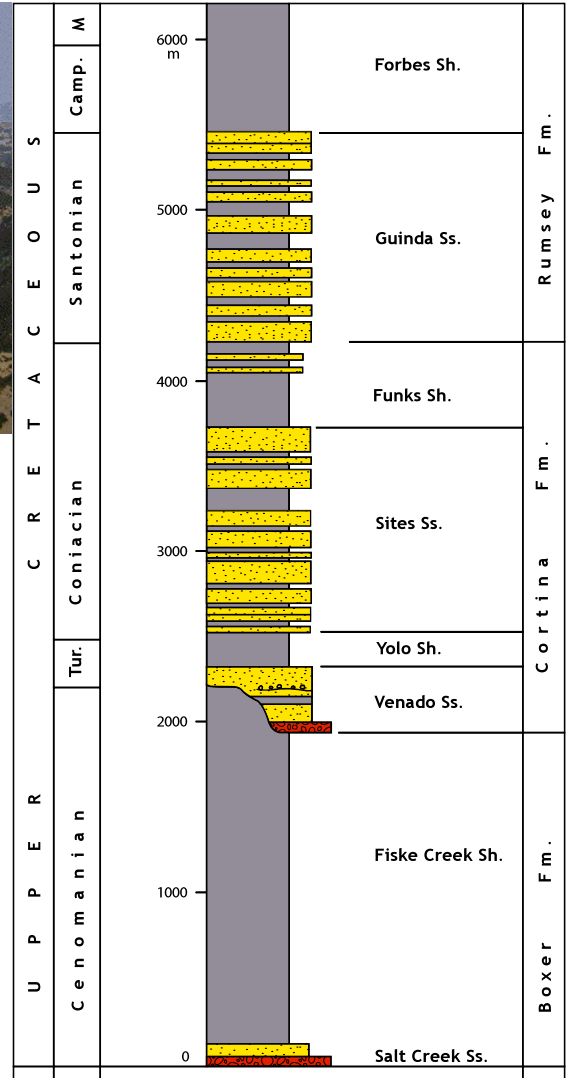 UPPER CRETACEOUS
M
Camp.
Santonian
Coniacian
Tur.
Cenomanian
6000
m
5000
4000
3000
2000
1000
0
Forbes Sh.
Guinda Ss.
Funks Sh.
Sites Ss.
Yolo Sh.
Venado Ss.
Fiske Creek Sh.
Salt Creek Ss.
Rumsey Fm.
Cortina Fm.
Boxer Fm.